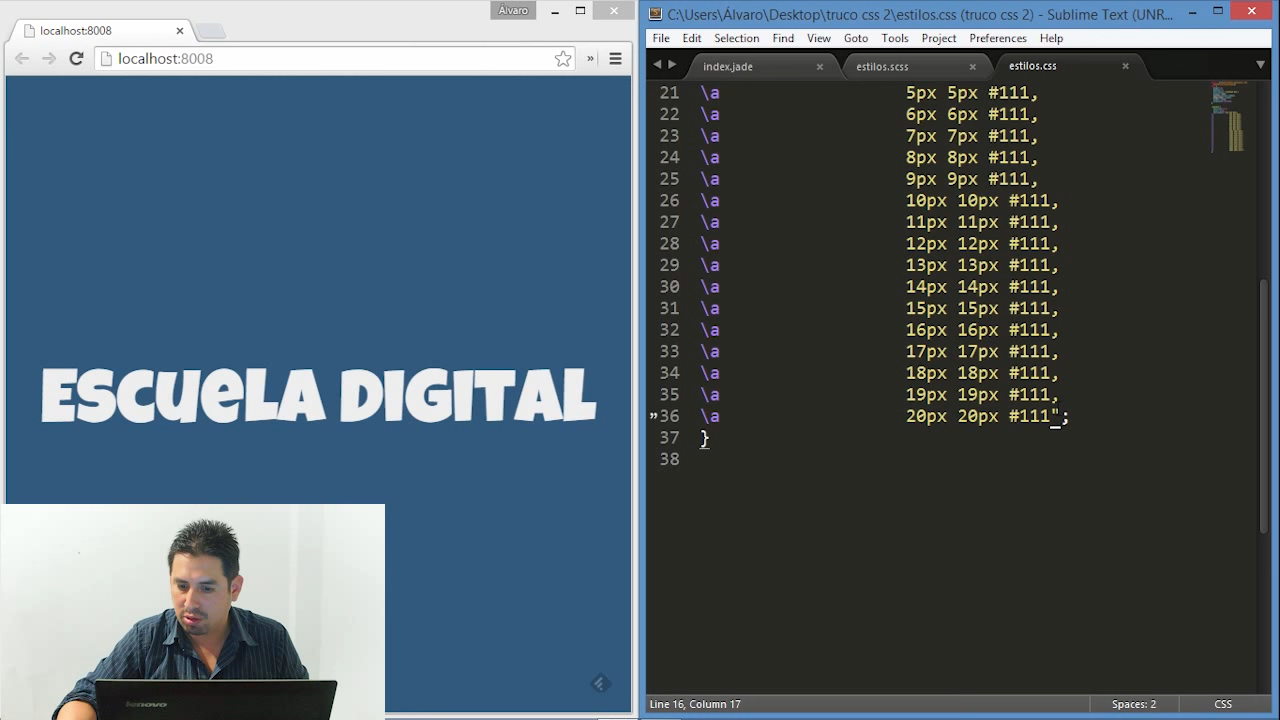 Álvaro
localhost:8008
localhost:8008
ESCUELA DIGITAL
lenovo
C:\Users\Álvaro\Desktop\truco css 2\estilos.css (truco css 2) - Sublime Text (UNR...
File Edit Selection Find View Goto Tools Project Preferences Help
index.jade estilos.scss estilos.css
21 \a 5px 5px #111,
22 \a 6px 6px #111,
23 \a 7px 7px #111,
24 \a 8px 8px #111,
25 \a 9px 9px #111,
26 \a 10px 10px #111,
27 \a 11px 11px #111,
28 \a 12px 12px #111,
29 \a 13px 13px #111,
30 \a 14px 14px #111,
31 \a 15px 15px #111,
32 \a 16px 16px #111,
33 \a 17px 17px #111,
34 \a 18px 18px #111,
35 \a 19px 19px #111,
36 \a 20px 20px #111";
37 }
38
Line 16, Column 17 Spaces: 2 CSS